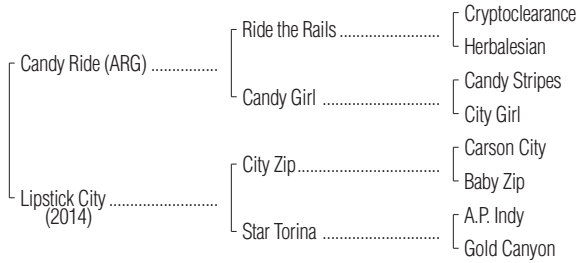 Cryptoclearance
Ride the Rails ........................
Herbalesian
Candy Ride (ARG) ................
Candy Stripes
Candy Girl ............................
City Girl
Carson City
City Zip..................................
Baby Zip
Lipstick City ..........................
(2014)
A.P. Indy
Star Torina ............................
Gold Canyon